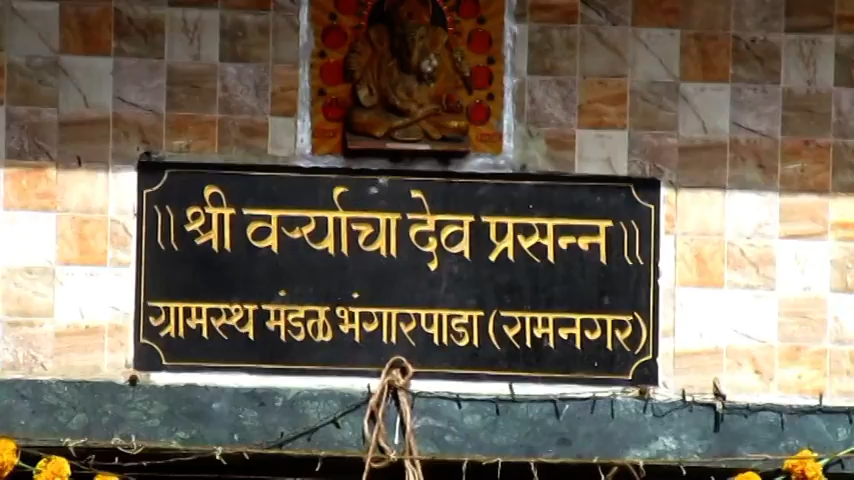 ॥ श्री वऱ्र्याचा देव प्रसन्न ॥
ग्रामस्थ मंडळ भंगारपाडा (रामनगर)